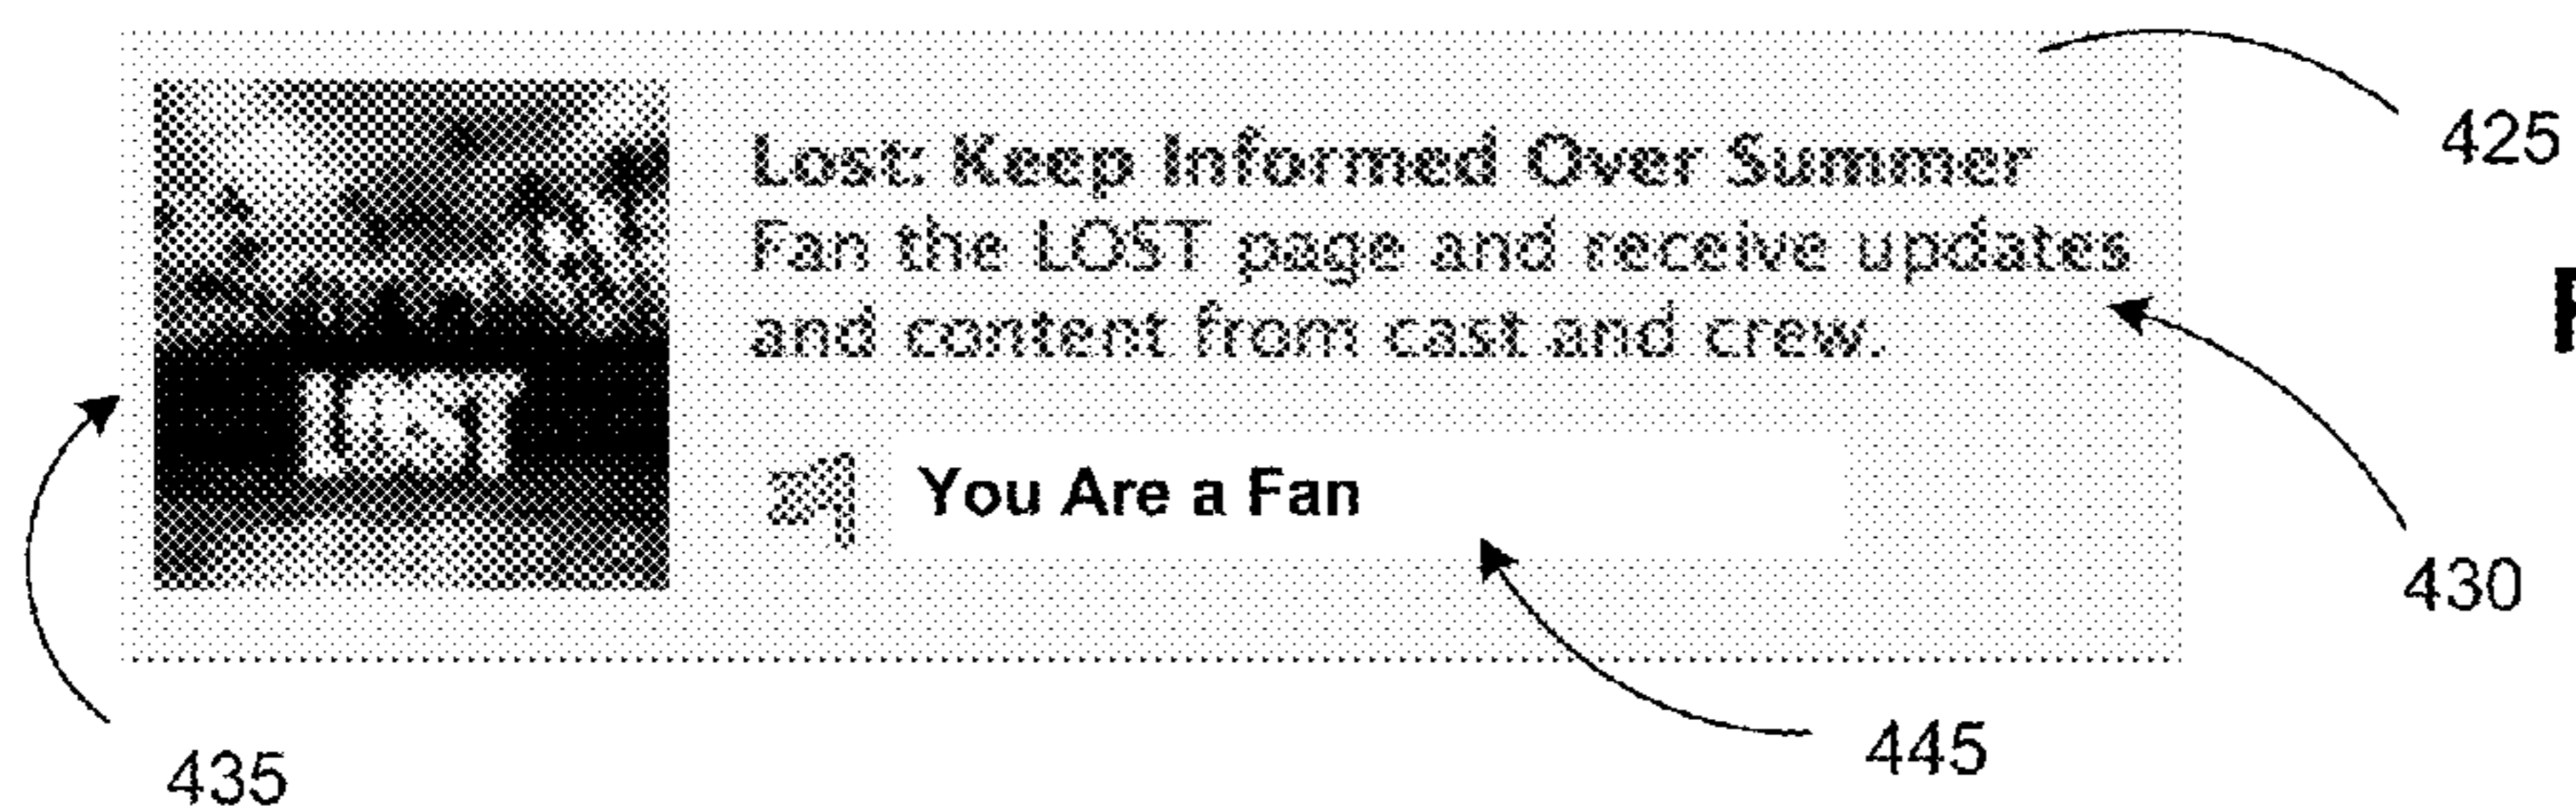 425
Lost: Keep Informed Over Summer
Fan the LOST page and receive updates
and content from cast and crew.
LOST
You Are a Fan
430
445
435